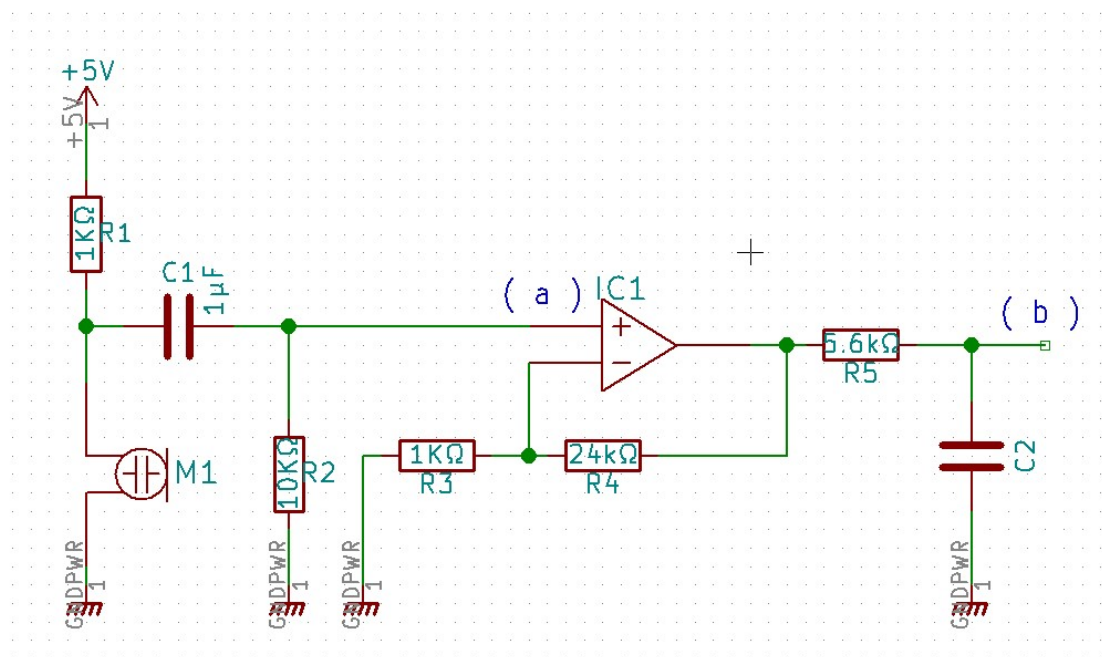 +5V
+5V
1
1KΩ
R1
C1
1µF
( a )
IC1
+
−
( b )
5.6kΩ
R5
M1
10KΩ
R2
1KΩ
R3
24kΩ
R4
C2
GNDPWR
1
GNDPWR
1
GNDPWR
1
GNDPWR
1